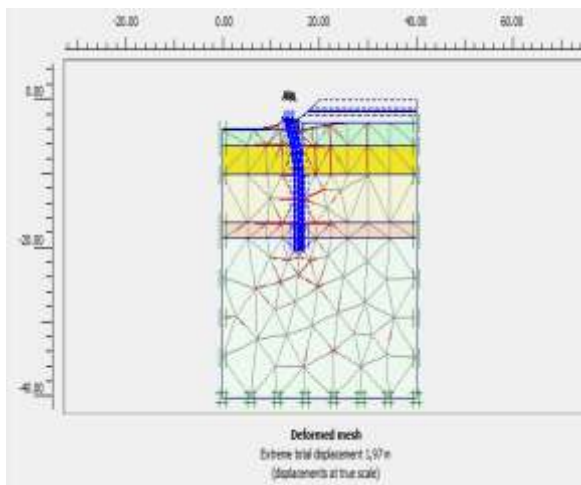 -20.00 0.00 20.00 40.00 60.00
0.00
-20.00
-40.00
Deformed mesh
Extreme total displacement 1,97 m
(displacements at true scale)